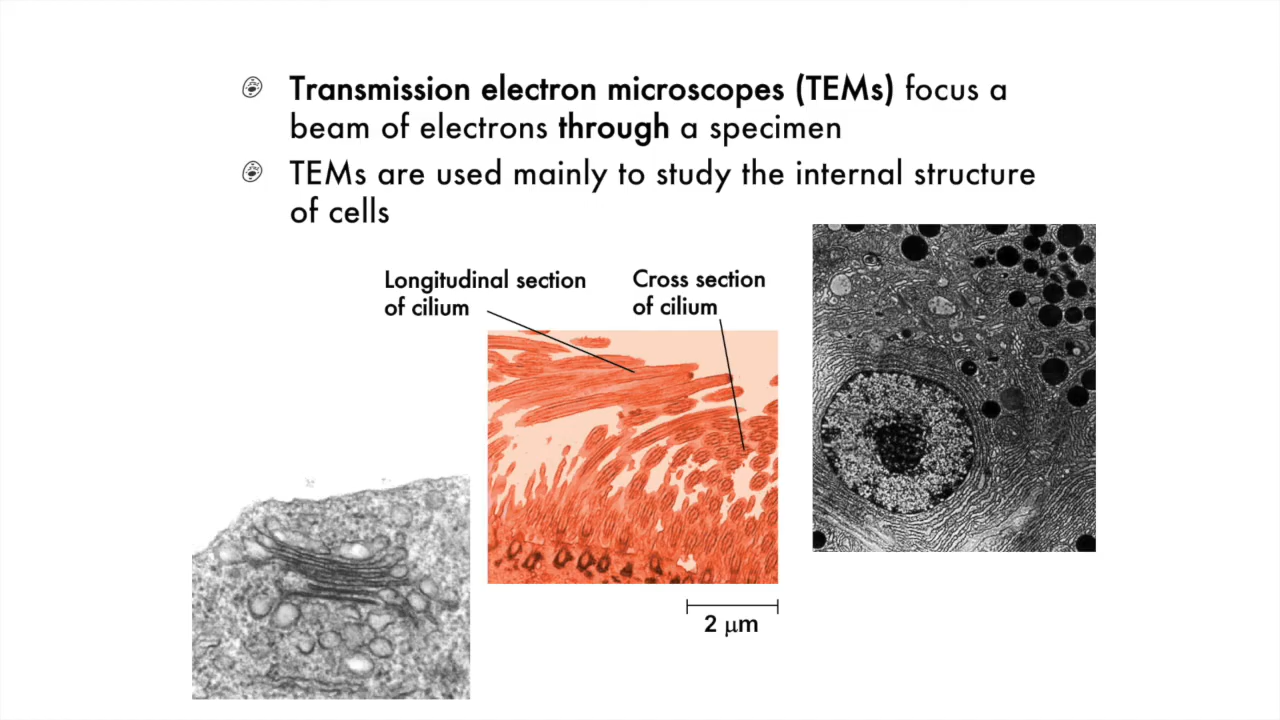 Transmission electron microscopes (TEMs) focus a
beam of electrons through a specimen
TEMs are used mainly to study the internal structure
of cells
Longitudinal section
of cilium
Cross section
of cilium
2 μm